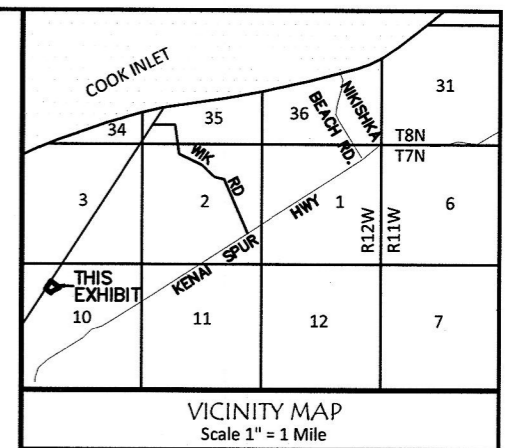 COOK INLET
31
34
35
36
NIKISHKA
BEACH RD.
T8N
T7N
WIK
RD
3
2
HWY
1
R12W
R11W
6
KENAI SPUR
THIS
EXHIBIT
10
11
12
7
VICINITY MAP
Scale 1" = 1 Mile